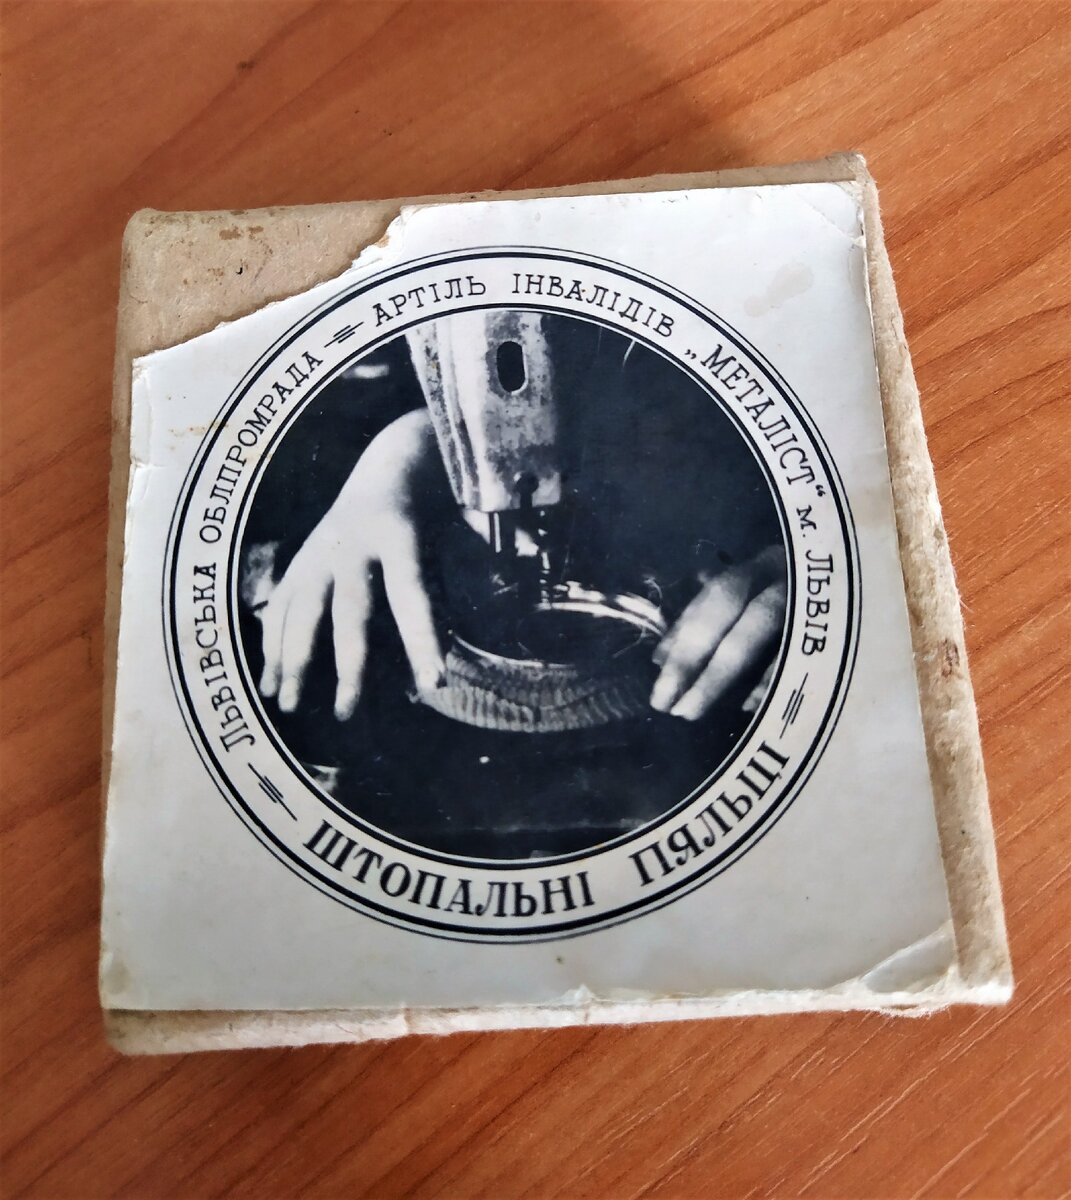 ЛЬВІВСЬКА ОБЛПРОМРАДА
АРТІЛЬ ІНВАЛІДІВ „МЕТАЛІСТ“ м. ЛЬВІВ
ШТОПАЛЬНІ ПЯЛЬЦІ